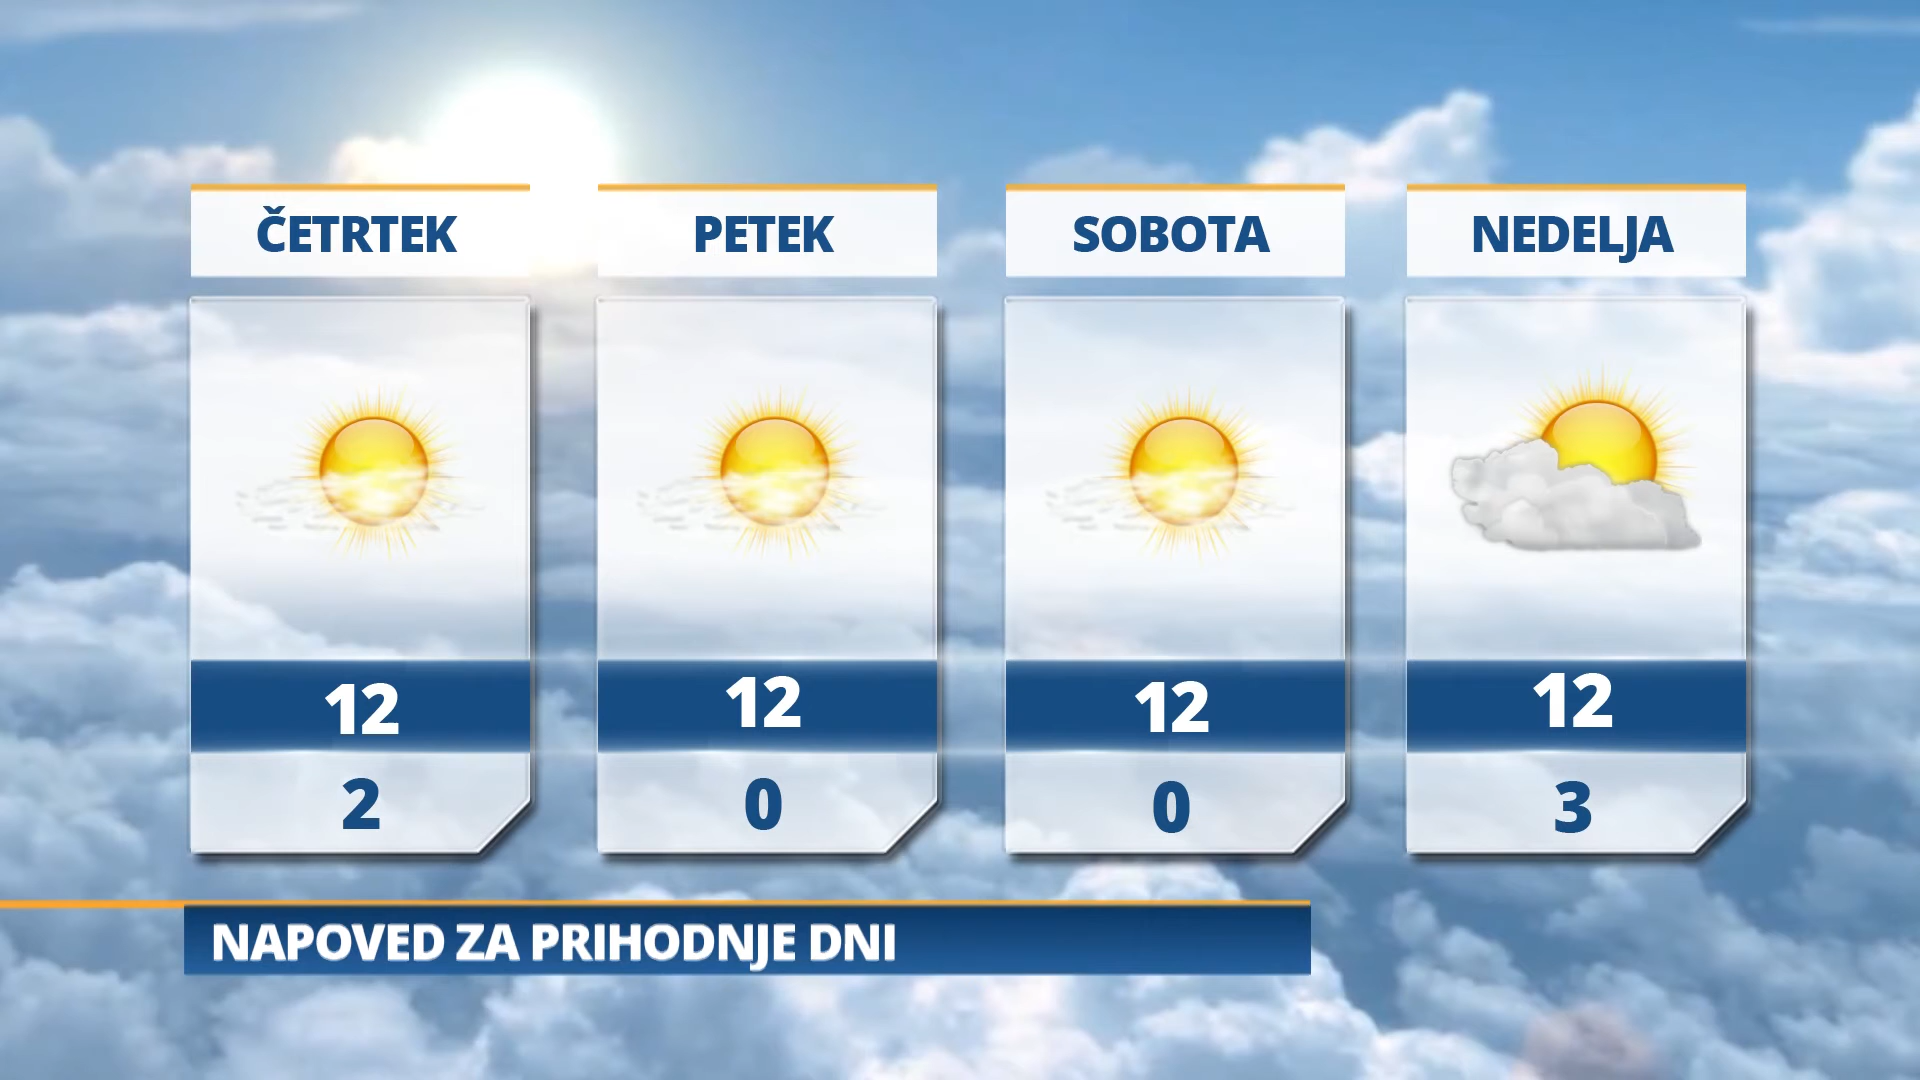 ČETRTEK PETEK SOBOTA NEDELJA
12 12 12 12
2 0 0 3
NAPOVED ZA PRIHODNJE DNI